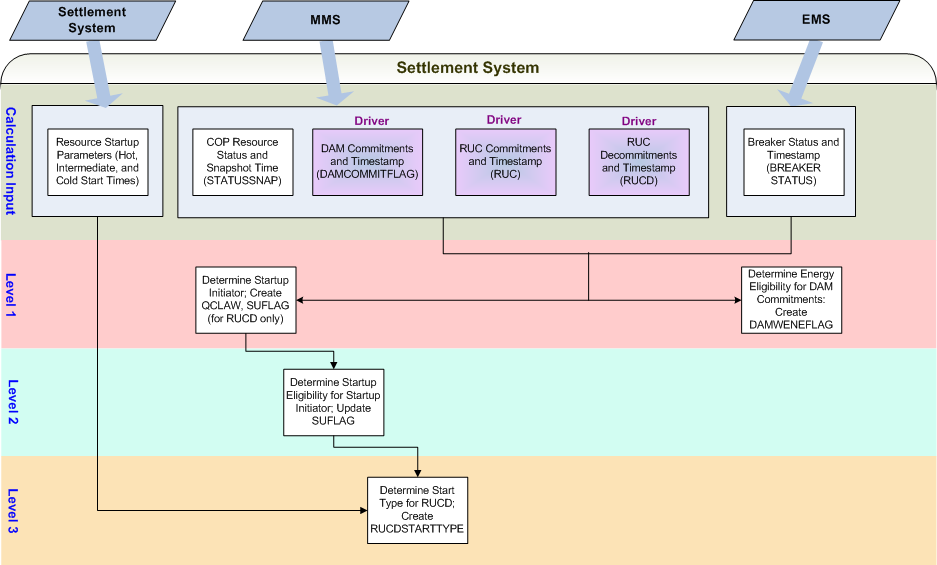 Settlement
System
MMS
EMS
Settlement System
Calculation Input
Resource Startup
Parameters (Hot,
Intermediate, and
Cold Start Times)
COP Resource
Status and
Snapshot Time
(STATUSSNAP)
Driver
DAM Commitments
and Timestamp
(DAMCOMMITFLAG)
Driver
RUC Commitments
and Timestamp
(RUC)
Driver
RUC
Decommitments
and Timestamp
(RUCD)
Breaker Status and
Timestamp
(BREAKER
STATUS)
Level 1
Determine Startup
Initiator; Create
QCLAW, SUFLAG
(for RUCD only)
Determine Energy
Eligibility for DAM
Commitments:
Create
DAMWENEFLAG
Level 2
Determine Startup
Eligibility for Startup
Initiator; Update
SUFLAG
Level 3
Determine Start
Type for RUCD;
Create
RUCDSTARTTYPE